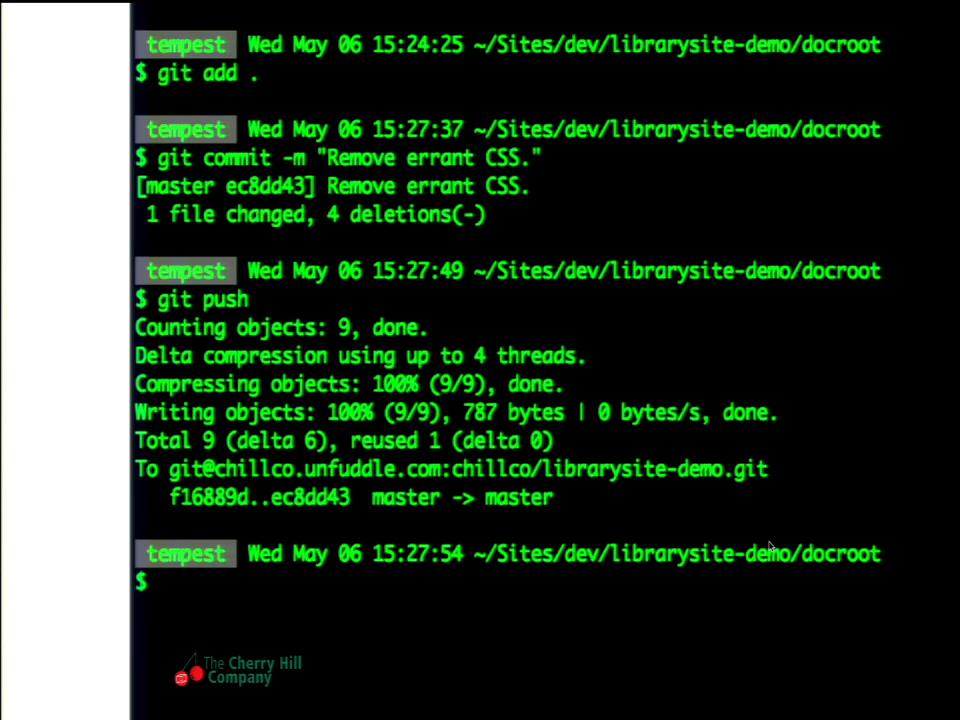 tempest Wed May 06 15:24:25 ~/Sites/dev/librarysite-demo/docroot
$ git add .
tempest Wed May 06 15:27:37 ~/Sites/dev/librarysite-demo/docroot
$ git commit -m "Remove errant CSS."
[master ec8dd43] Remove errant CSS.
1 file changed, 4 deletions(-)
tempest Wed May 06 15:27:49 ~/Sites/dev/librarysite-demo/docroot
$ git push
Counting objects: 9, done.
Delta compression using up to 4 threads.
Compressing objects: 100% (9/9), done.
Writing objects: 100% (9/9), 787 bytes | 0 bytes/s, done.
Total 9 (delta 6), reused 1 (delta 0)
To git@chillco.unfuddle.com:chillco/librarysite-demo.git
f16889d..ec8dd43 master -> master
tempest Wed May 06 15:27:54 ~/Sites/dev/librarysite-demo/docroot
$
The Cherry Hill
Company